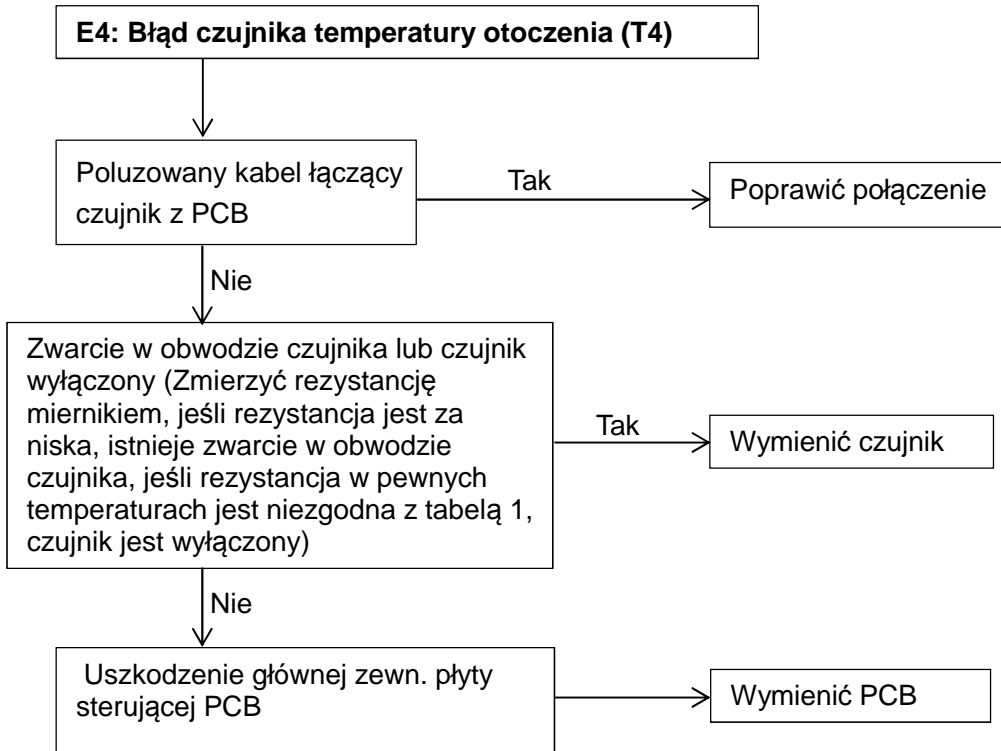 E4: Błąd czujnika temperatury otoczenia (T4)
Poluzowany kabel łączący
czujnik z PCB
Tak
Poprawić połączenie
Nie
Zwarcie w obwodzie czujnika lub czujnik
wyłączony (Zmierzyć rezystancję
miernikiem, jeśli rezystancja jest za
niska, istnieje zwarcie w obwodzie
czujnika, jeśli rezystancja w pewnych
temperaturach jest niezgodna z tabelą 1,
czujnik jest wyłączony)
Tak
Wymienić czujnik
Nie
Uszkodzenie głównej zewn. płyty
sterującej PCB
Wymienić PCB